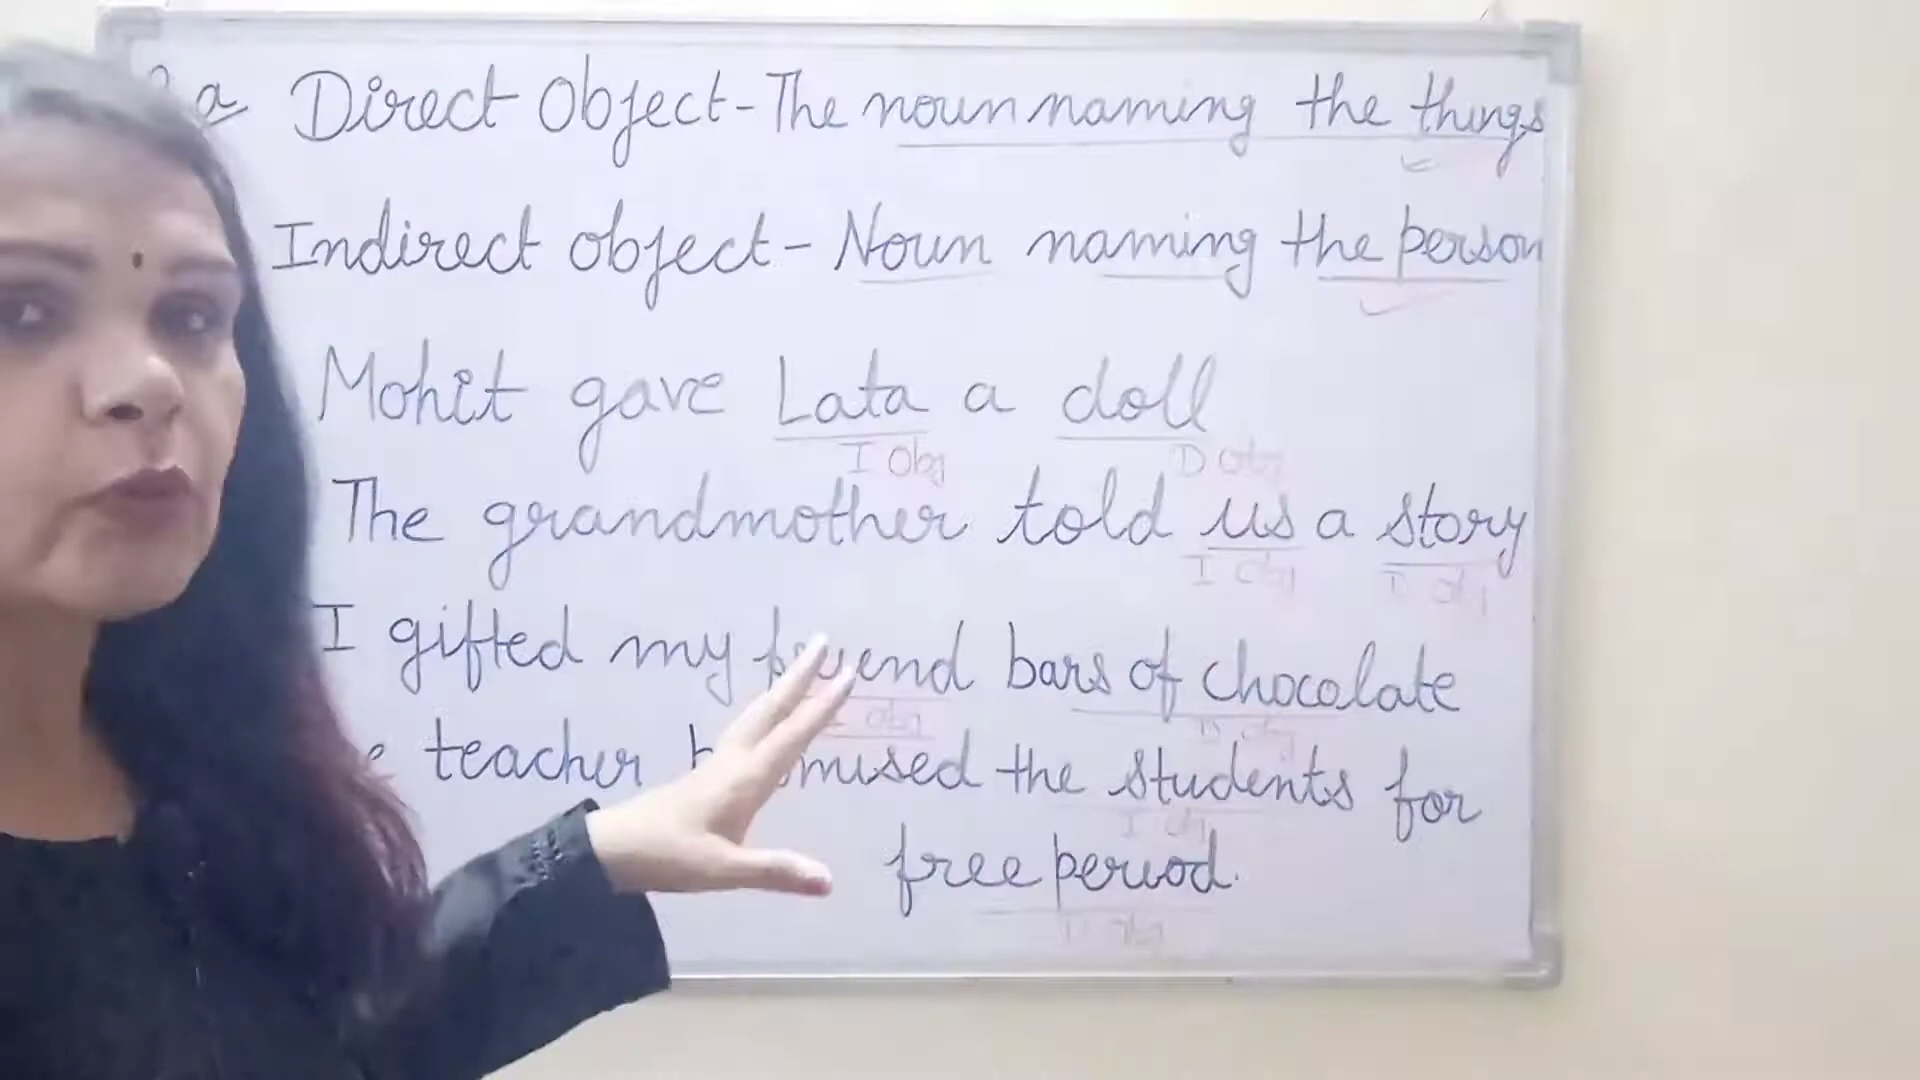 a Direct Object - The noun naming the things
Indirect object - Noun naming the person
Mohit gave Lata a doll
I Obj D obj
The grandmother told us a story
I obj D obj
I gifted my friend bars of chocolate
I obj D obj
teacher the students for
I obj
free period.
D obj